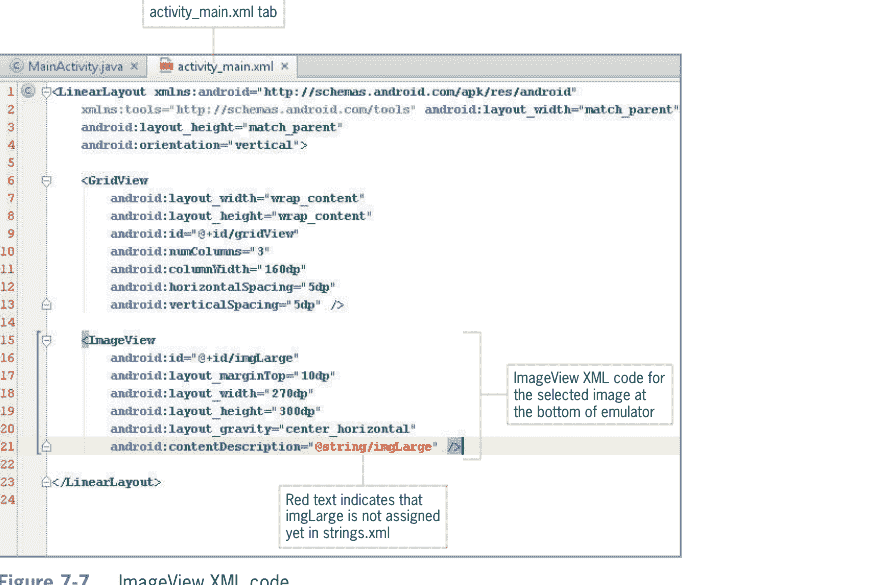 activity_main.xml tab
MainActivity.java × activity_main.xml ×
1 <LinearLayout xmlns:android="http://schemas.android.com/apk/res/android"
2 xmlns:tools="http://schemas.android.com/tools" android:layout_width="match_parent"
3 android:layout_height="match_parent"
4 android:orientation="vertical">
5
6 <GridView
7 android:layout_width="wrap_content"
8 android:layout_height="wrap_content"
9 android:id="@+id/gridView"
10 android:numColumns="3"
11 android:columnWidth="160dp"
12 android:horizontalSpacing="5dp"
13 android:verticalSpacing="5dp" />
14
15 <ImageView
16 android:id="@+id/imgLarge"
17 android:layout_marginTop="10dp"
18 android:layout_width="270dp"
19 android:layout_height="300dp"
20 android:layout_gravity="center_horizontal"
21 android:contentDescription="@string/imgLarge" />
22
23 </LinearLayout>
24
ImageView XML code for
the selected image at
the bottom of emulator
Red text indicates that
imgLarge is not assigned
yet in strings.xml
Figure 7-7 ImageView XML code